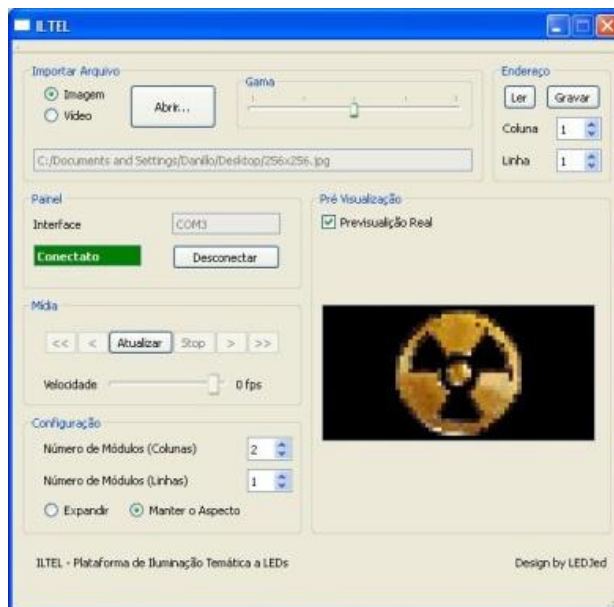 ILTEL
Importar Arquivo
Imagem
Vídeo
Abrir...
Gama
Endereço
Ler
Gravar
Coluna 1
Linha 1
C:/Documents and Settings/Danillo/Desktop/256x256.jpg
Painel
Interface COM3
Conectato
Desconectar
Pré Visualização
Previsualição Real
Mídia
<< < Atualizar Stop > >>
Velocidade 0 fps
Configuração
Número de Módulos (Colunas) 2
Número de Módulos (Linhas) 1
Expandir Manter o Aspecto
ILTEL - Plataforma de Iluminação Temática a LEDs
Design by LEDJed